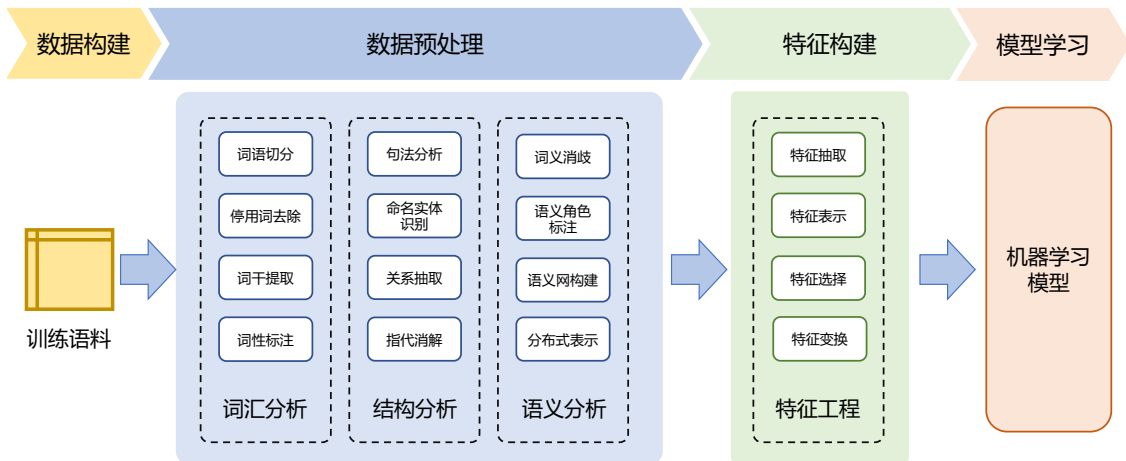 数据构建
数据预处理
特征构建
模型学习
训练语料
词语切分
停用词去除
词干提取
词性标注
词汇分析
句法分析
命名实体
识别
关系抽取
指代消解
结构分析
词义消歧
语义角色
标注
语义网构建
分布式表示
语义分析
特征抽取
特征表示
特征选择
特征变换
特征工程
机器学习
模型